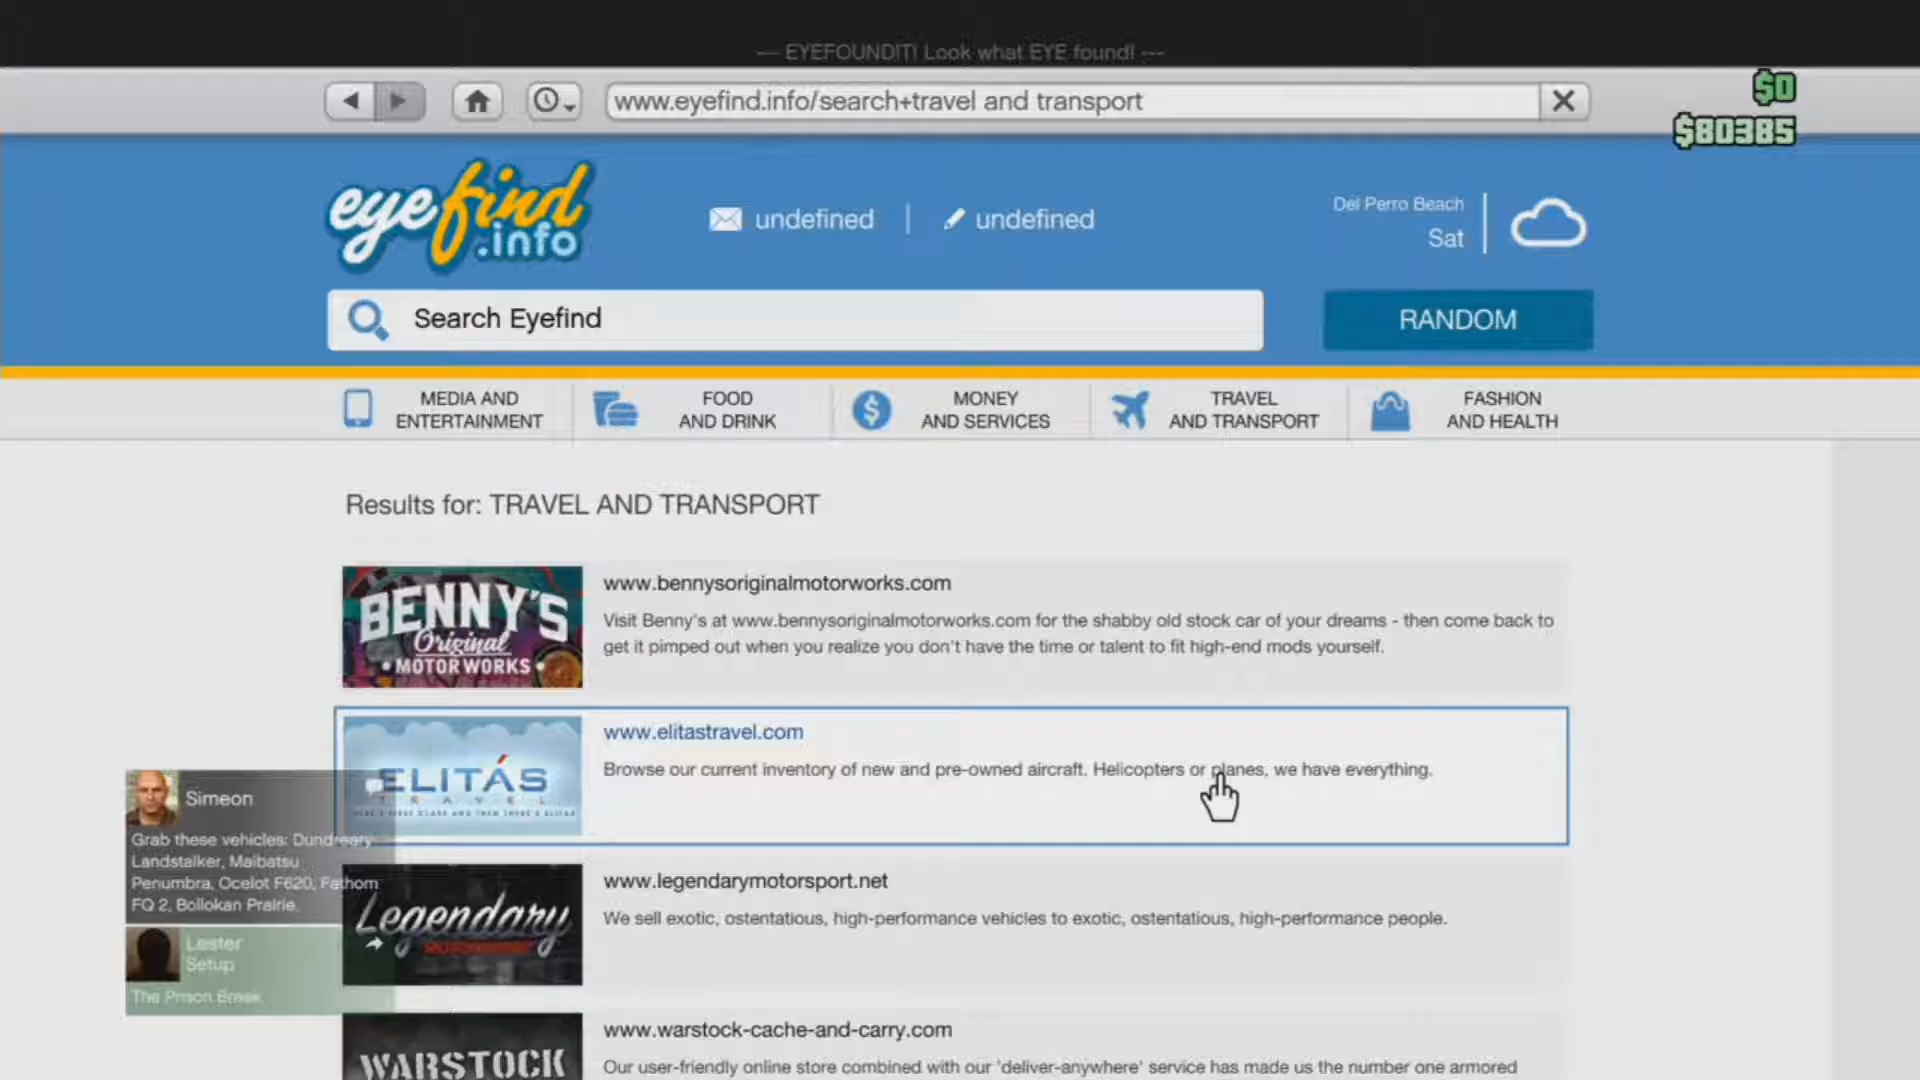 --- EYEFOUNDIT! Look what EYE found! ---
www.eyefind.info/search+travel and transport
$0
$80385
eyefind
.info
undefined | undefined
Del Perro Beach
Sat
Search Eyefind
RANDOM
MEDIA AND
ENTERTAINMENT
FOOD
AND DRINK
MONEY
AND SERVICES
TRAVEL
AND TRANSPORT
FASHION
AND HEALTH
Results for: TRAVEL AND TRANSPORT
BENNY'S
Original
MOTORWORKS
www.bennysoriginalmotorworks.com
Visit Benny's at www.bennysoriginalmotorworks.com for the shabby old stock car of your dreams - then come back to
get it pimped out when you realize you don't have the time or talent to fit high-end mods yourself.
ELITÁS
TRAVEL
HERE'S FIRST CLASS AND THEN THERE'S ELITAS
www.elitastravel.com
Browse our current inventory of new and pre-owned aircraft. Helicopters or planes, we have everything.
Simeon
Grab these vehicles: Dundreary
Landstalker, Maibatsu
Penumbra, Ocelot F620, Fathom
FQ 2, Bollokan Prairie.
Lester
Setup
The Prison Break
Legendary
MOTORSPORT
www.legendarymotorsport.net
We sell exotic, ostentatious, high-performance vehicles to exotic, ostentatious, high-performance people.
WARSTOCK
www.warstock-cache-and-carry.com
Our user-friendly online store combined with our 'deliver-anywhere' service has made us the number one armored